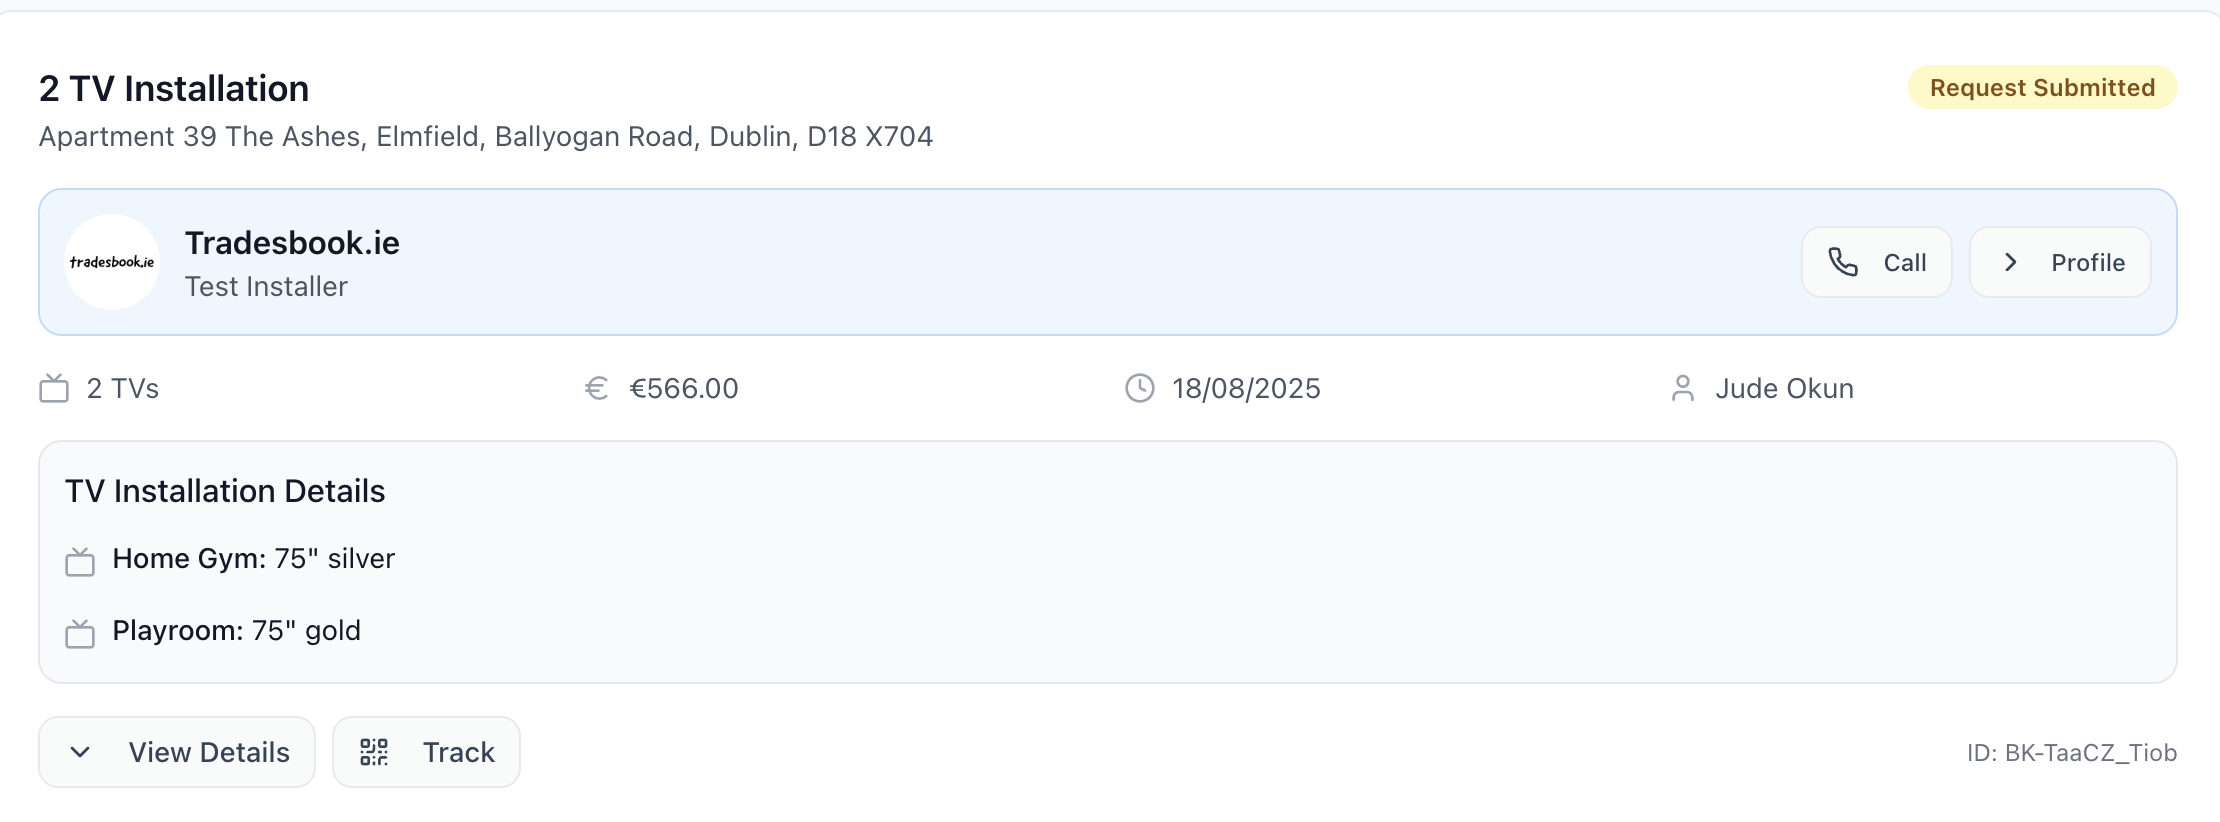 2 TV Installation
Request Submitted
Apartment 39 The Ashes, Elmfield, Ballyogan Road, Dublin, D18 X704
tradesbook.ie
Tradesbook.ie
Test Installer
Call
Profile
2 TVs
€566.00
18/08/2025
Jude Okun
TV Installation Details
Home Gym: 75" silver
Playroom: 75" gold
View Details
Track
ID: BK-TaaCZ_Tiob